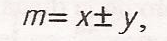 m= x± y,